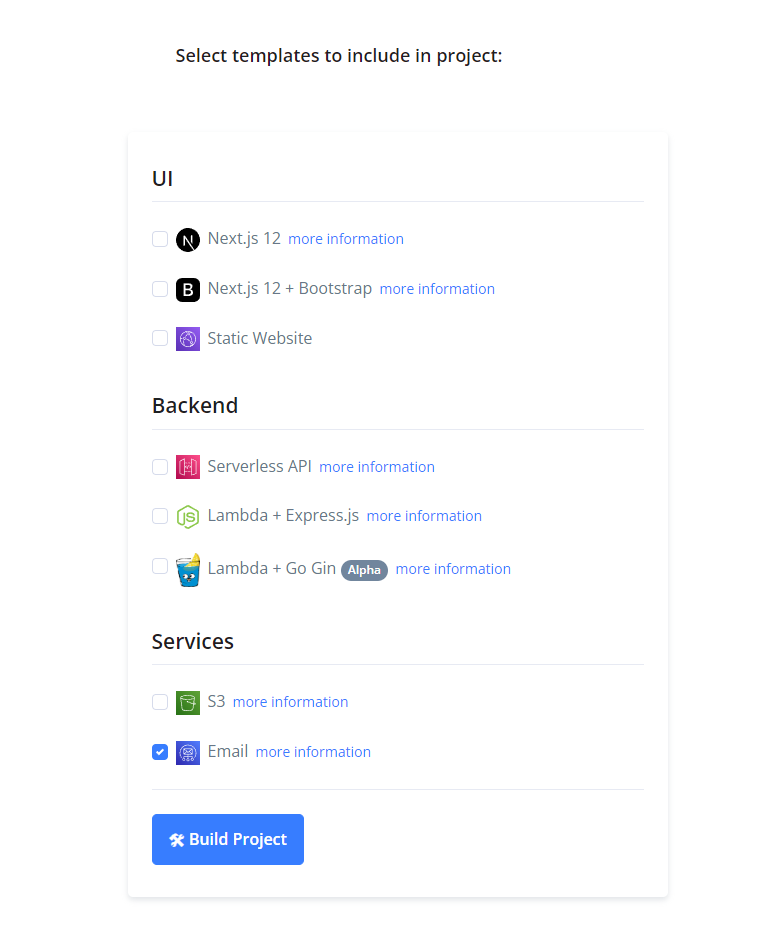 Select templates to include in project:
UI
Next.js 12 more information
B Next.js 12 + Bootstrap more information
Static Website
Backend
Serverless API more information
JS Lambda + Express.js more information
Lambda + Go Gin Alpha more information
Services
S3 more information
Email more information
Build Project